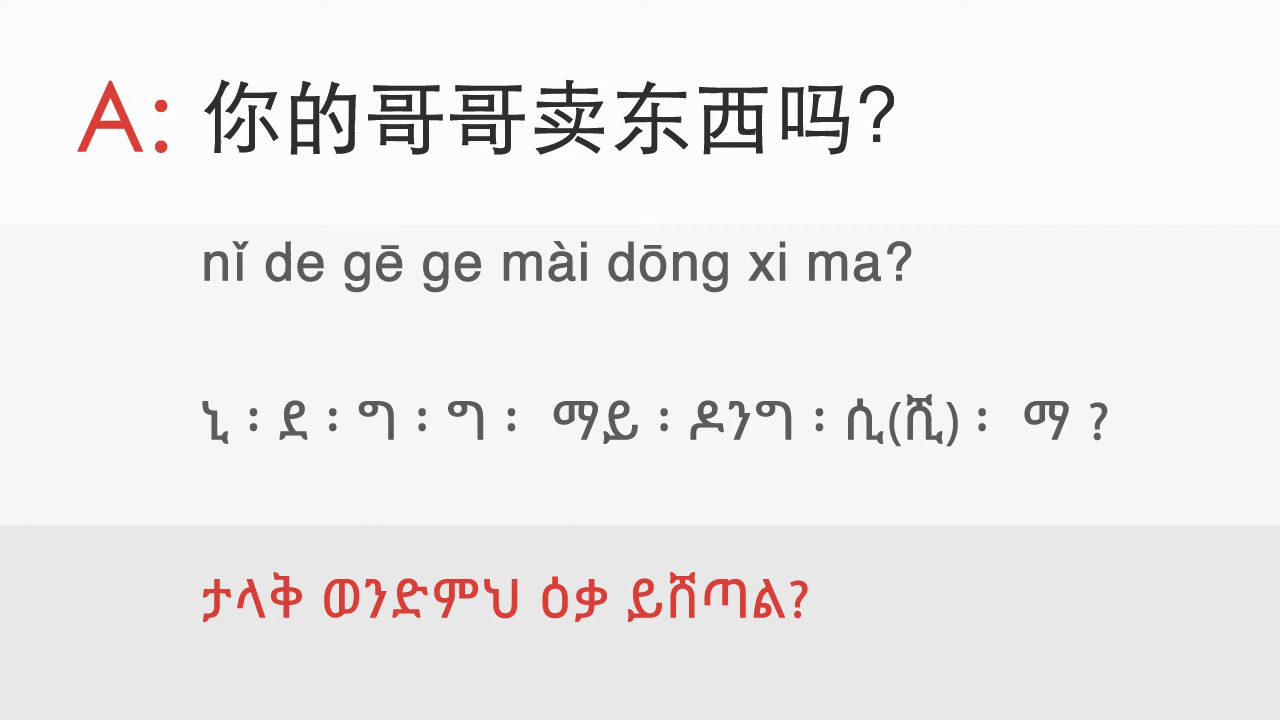 A: 你的哥哥卖东西吗?
nǐ de gē ge mài dōng xi ma?
ኒ ፡ ደ ፡ ግ ፡ ግ ፡ ማይ ፡ ዶንግ ፡ ሲ(ሺ) ፡ ማ ?
ታላቅ ወንድምህ ዕቃ ይሸጣል?